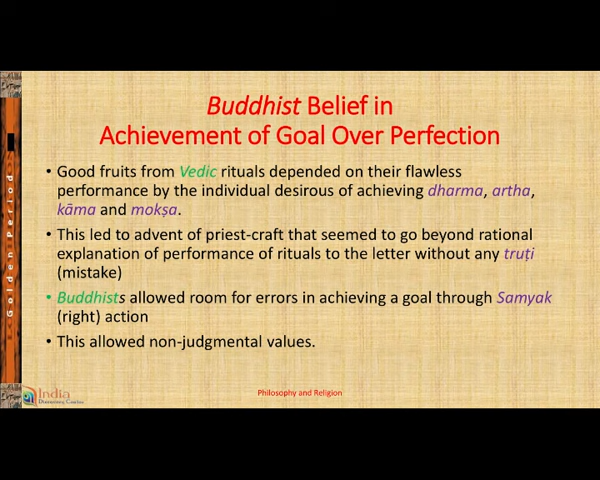 Buddhist Belief in
Achievement of Goal Over Perfection
• Good fruits from Vedic rituals depended on their flawless
performance by the individual desirous of achieving dharma, artha,
kāma and mokṣa.
• This led to advent of priest-craft that seemed to go beyond rational
explanation of performance of rituals to the letter without any truṭi
(mistake)
• Buddhists allowed room for errors in achieving a goal through Samyak
(right) action
• This allowed non-judgmental values.
Golden Period
India
Discovery Center
Philosophy and Religion